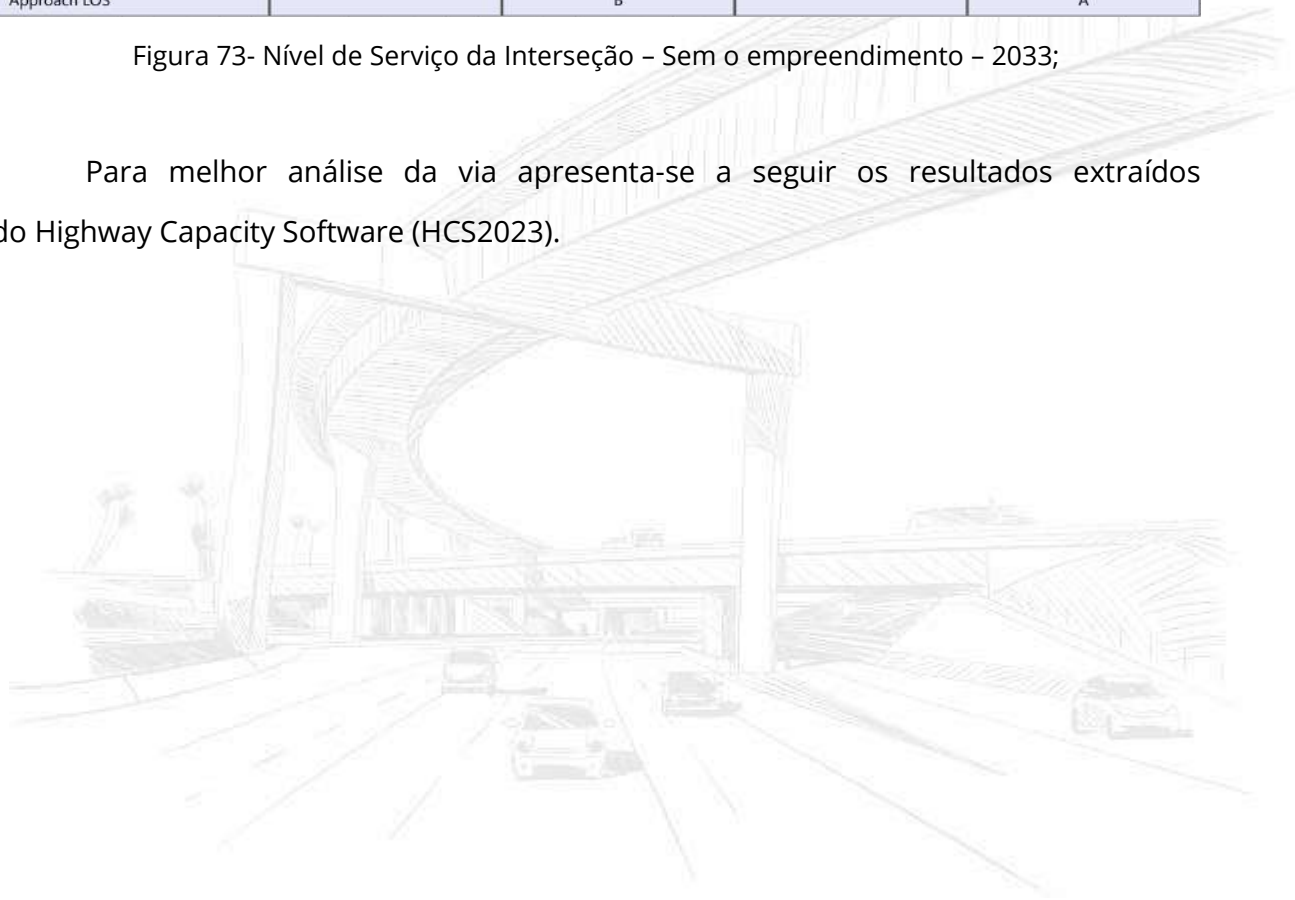 Approach LOS B A
Figura 73- Nível de Serviço da Interseção – Sem o empreendimento – 2033;
Para melhor análise da via apresenta-se a seguir os resultados extraídos
do Highway Capacity Software (HCS2023).